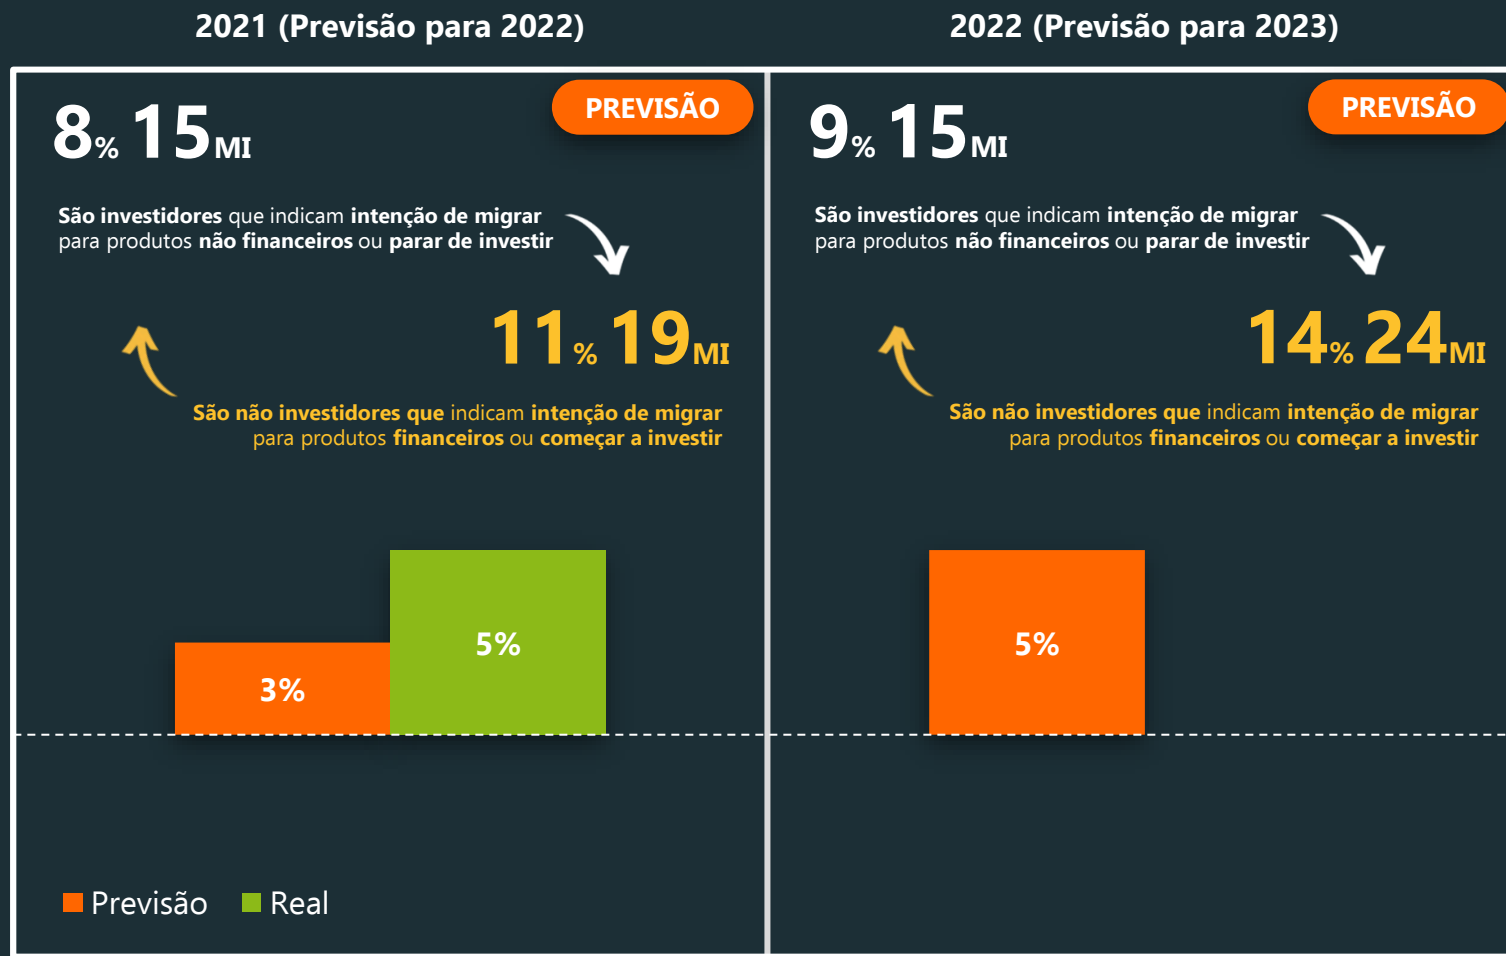 2021 (Previsão para 2022)
PREVISÃO
8% 15MI
São investidores que indicam intenção de migrar
para produtos não financeiros ou parar de investir
11% 19MI
São não investidores que indicam intenção de migrar
para produtos financeiros ou começar a investir
3%
5%
Previsão
Real
2022 (Previsão para 2023)
PREVISÃO
9% 15MI
São investidores que indicam intenção de migrar
para produtos não financeiros ou parar de investir
14% 24MI
São não investidores que indicam intenção de migrar
para produtos financeiros ou começar a investir
5%